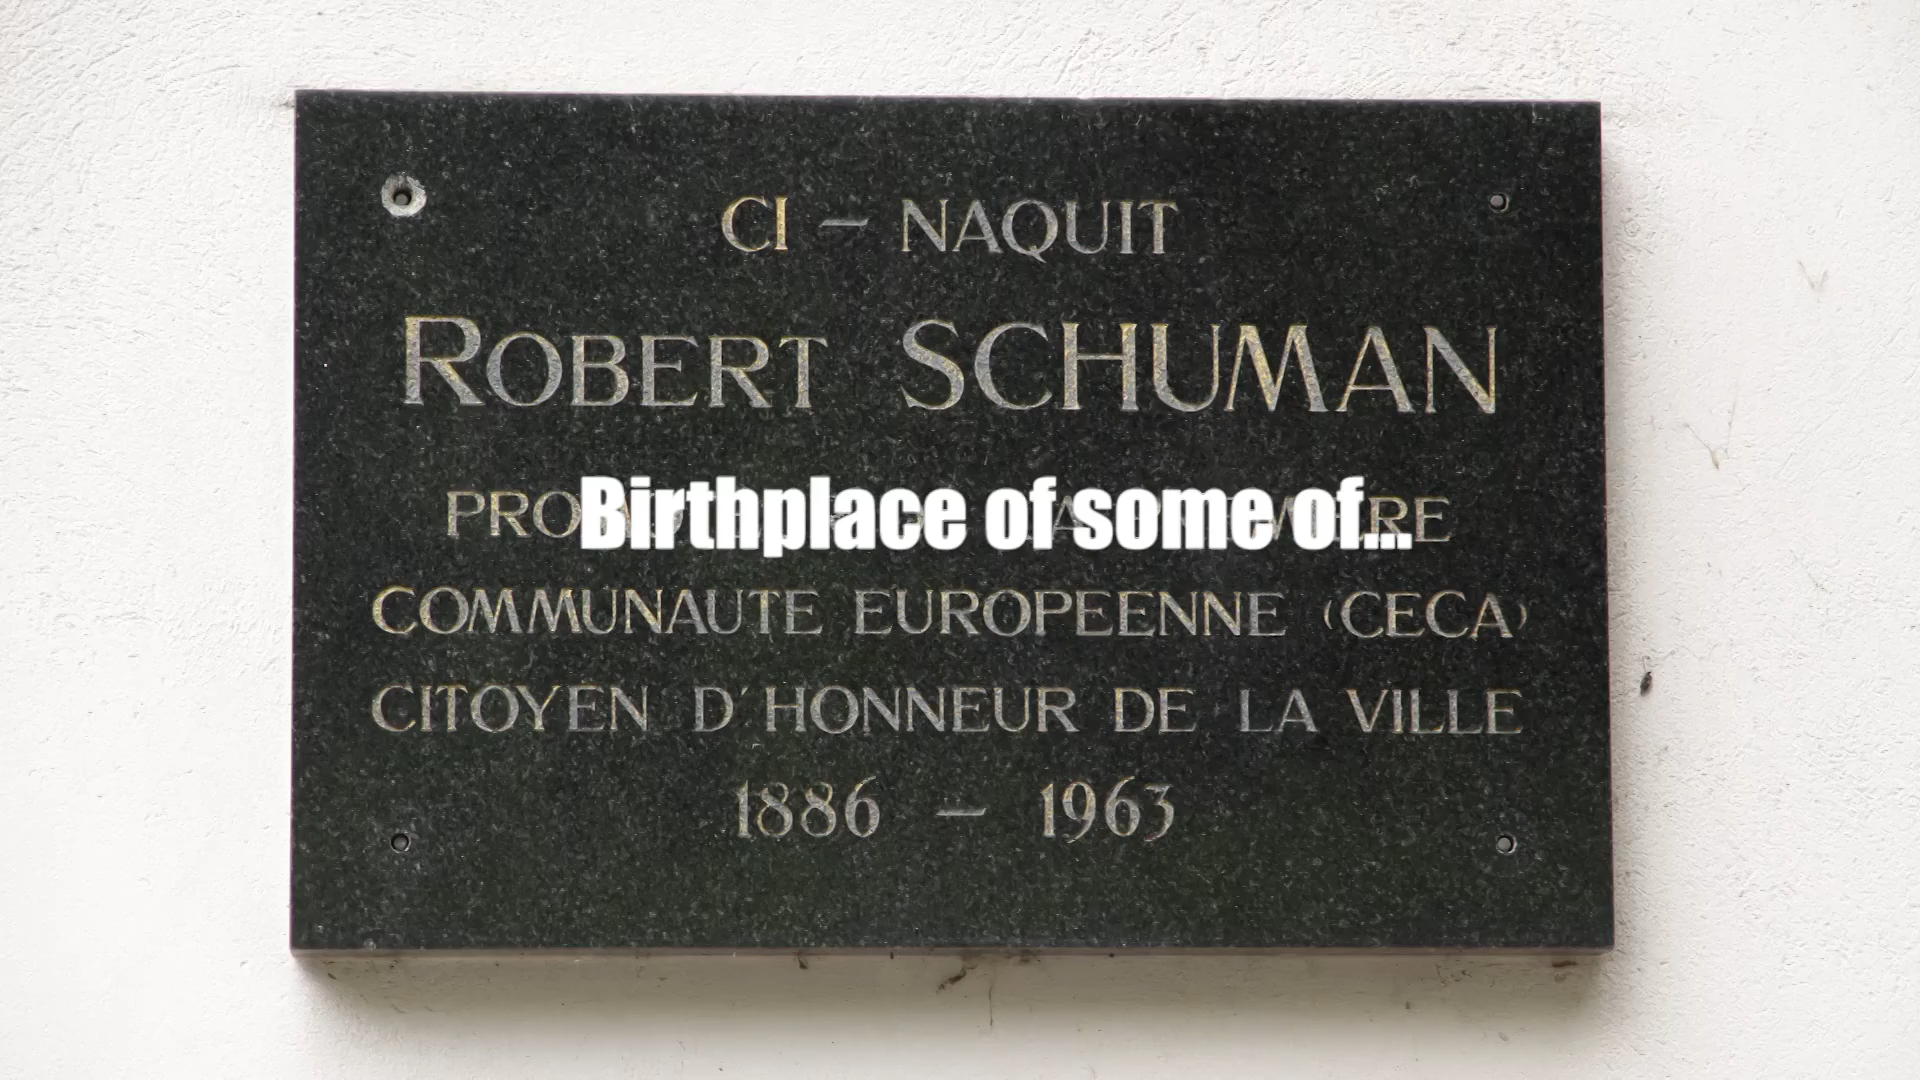 CI – NAQUIT
ROBERT SCHUMAN
Birthplace of some of...
COMMUNAUTE EUROPEENNE (CECA)
CITOYEN D'HONNEUR DE LA VILLE
1886 – 1963